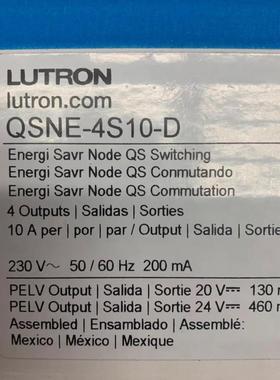 LUTRON
lutron.com
QSNE-4S10-D
Energi Savr Node QS Switching
Energi Savr Node QS Conmutando
Energi Savr Node QS Commutation
4 Outputs | Salidas | Sorties
10 A per | por | par / Output | Salida | Sortie
230 V~ 50 / 60 Hz 200 mA
PELV Output | Salida | Sortie 20 V⎓ 130
PELV Output | Salida | Sortie 24 V⎓ 460
Assembled | Ensamblado | Assemblé:
Mexico | México | Mexique